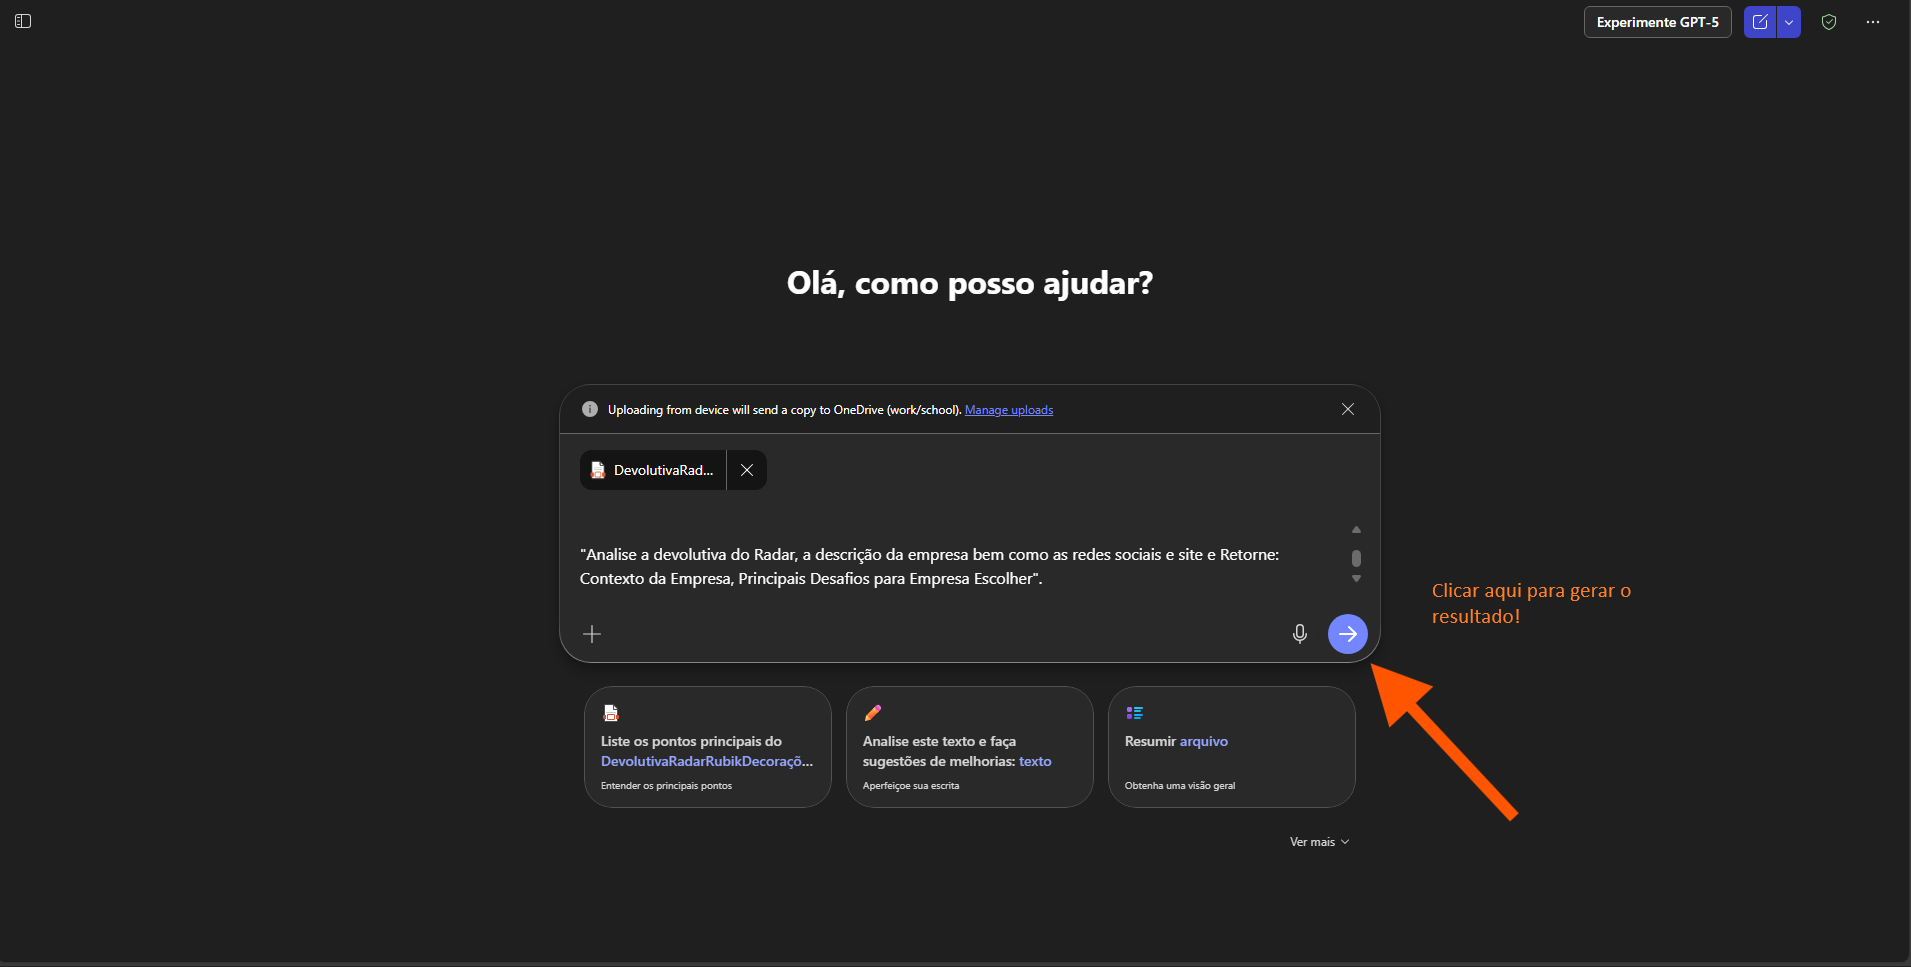 Experimente GPT-5
Olá, como posso ajudar?
Uploading from device will send a copy to OneDrive (work/school). Manage uploads
DevolutivaRad...
"Analise a devolutiva do Radar, a descrição da empresa bem como as redes sociais e site e Retorne:
Contexto da Empresa, Principais Desafios para Empresa Escolher".
Clicar aqui para gerar o
resultado!
Liste os pontos principais do
DevolutivaRadarRubikDecoraçõ...
Entender os principais pontos
Analise este texto e faça
sugestões de melhorias: texto
Aperfeiçoe sua escrita
Resumir arquivo
Obtenha uma visão geral
Ver mais